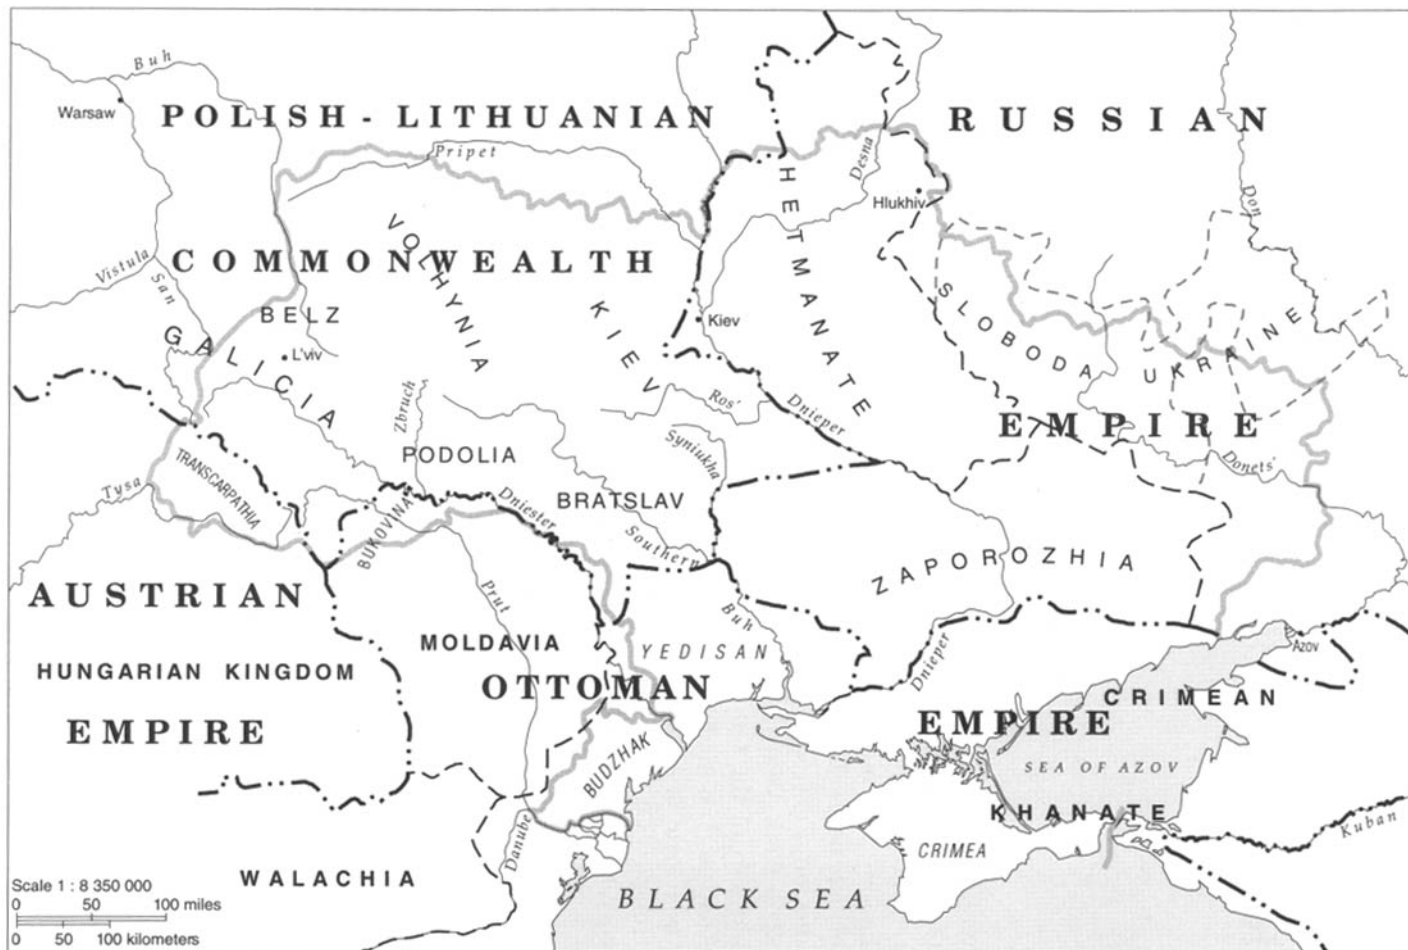 Buh
Warsaw
POLISH - LITHUANIAN
RUSSIAN
Pripet
Desna
HETMANATE
Hlukhiv
Don
VOLHYNIA
Vistula
San
COMMONWEALTH
BELZ
KIEV
Kiev
SLOBODA UKRAINE
GALICIA
L'viv
Zbruch
Ros'
Dnieper
EMPIRE
Syniukha
PODOLIA
TRANSCARPATHIA
Donets'
Tysa
BUKOVINA
Dniester
BRATSLAV
Southern Buh
ZAPOROZHIA
AUSTRIAN
Prut
MOLDAVIA
YEDISAN
Dnieper
Azov
HUNGARIAN KINGDOM
OTTOMAN
CRIMEAN
EMPIRE
EMPIRE
BUDZHAK
SEA OF AZOV
KHANATE
Kuban
Danube
CRIMEA
WALACHIA
BLACK SEA
Scale 1 : 8 350 000
0 50 100 miles
0 50 100 kilometers